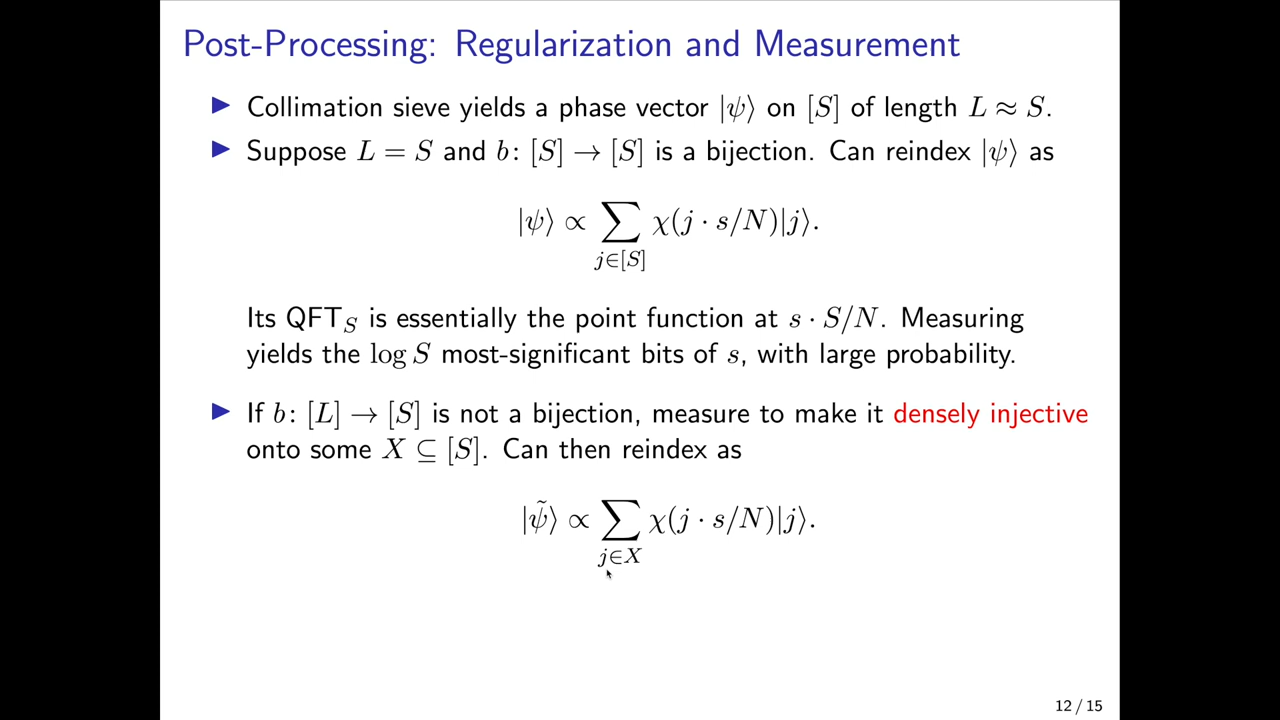 Post-Processing: Regularization and Measurement
▶ Collimation sieve yields a phase vector |ψ⟩ on [S] of length L ≈ S.
▶ Suppose L = S and b: [S] → [S] is a bijection. Can reindex |ψ⟩ as
|ψ⟩ ∝ ∑ χ(j · s/N)|j⟩.
j∈[S]
Its QFT_S is essentially the point function at s · S/N. Measuring
yields the log S most-significant bits of s, with large probability.
▶ If b: [L] → [S] is not a bijection, measure to make it densely injective
onto some X ⊆ [S]. Can then reindex as
|ψ̃⟩ ∝ ∑ χ(j · s/N)|j⟩.
j∈X
12 / 15